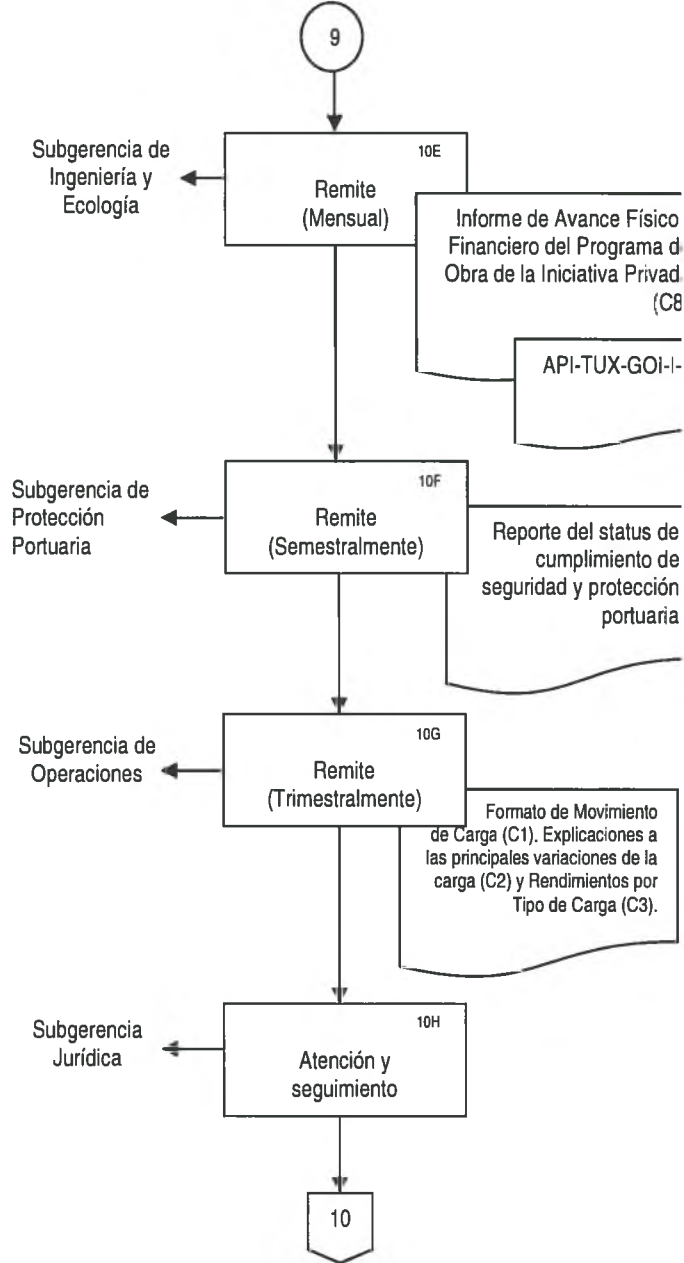 9
10E
Subgerencia de
Ingeniería y
Ecología
Remite
(Mensual)
Informe de Avance Físico
Financiero del Programa d
Obra de la Iniciativa Privad
(C8
API-TUX-GOI-I-
10F
Subgerencia de
Protección
Portuaria
Remite
(Semestralmente)
Reporte del status de
cumplimiento de
seguridad y protección
portuaria
10G
Subgerencia de
Operaciones
Remite
(Trimestralmente)
Formato de Movimiento
de Carga (C1). Explicaciones a
las principales variaciones de la
carga (C2) y Rendimientos por
Tipo de Carga (C3).
10H
Subgerencia
Jurídica
Atención y
seguimiento
10